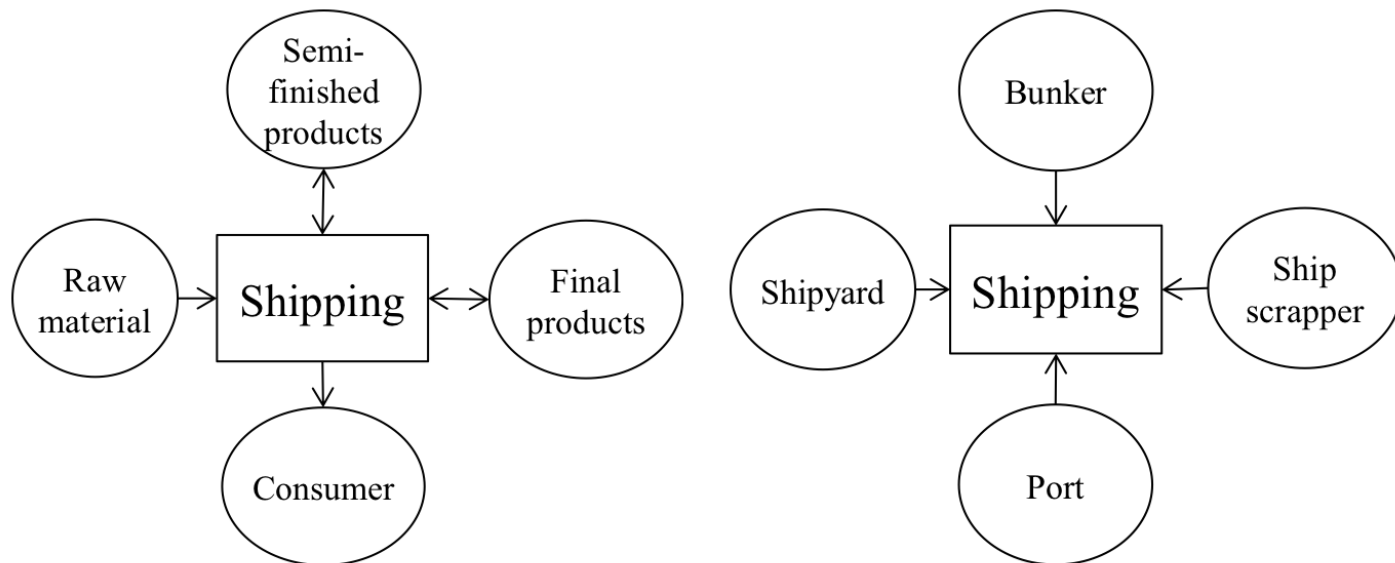 Semi-
finished
products
Raw
material
Shipping
Final
products
Consumer
Bunker
Shipyard
Shipping
Ship
scrapper
Port